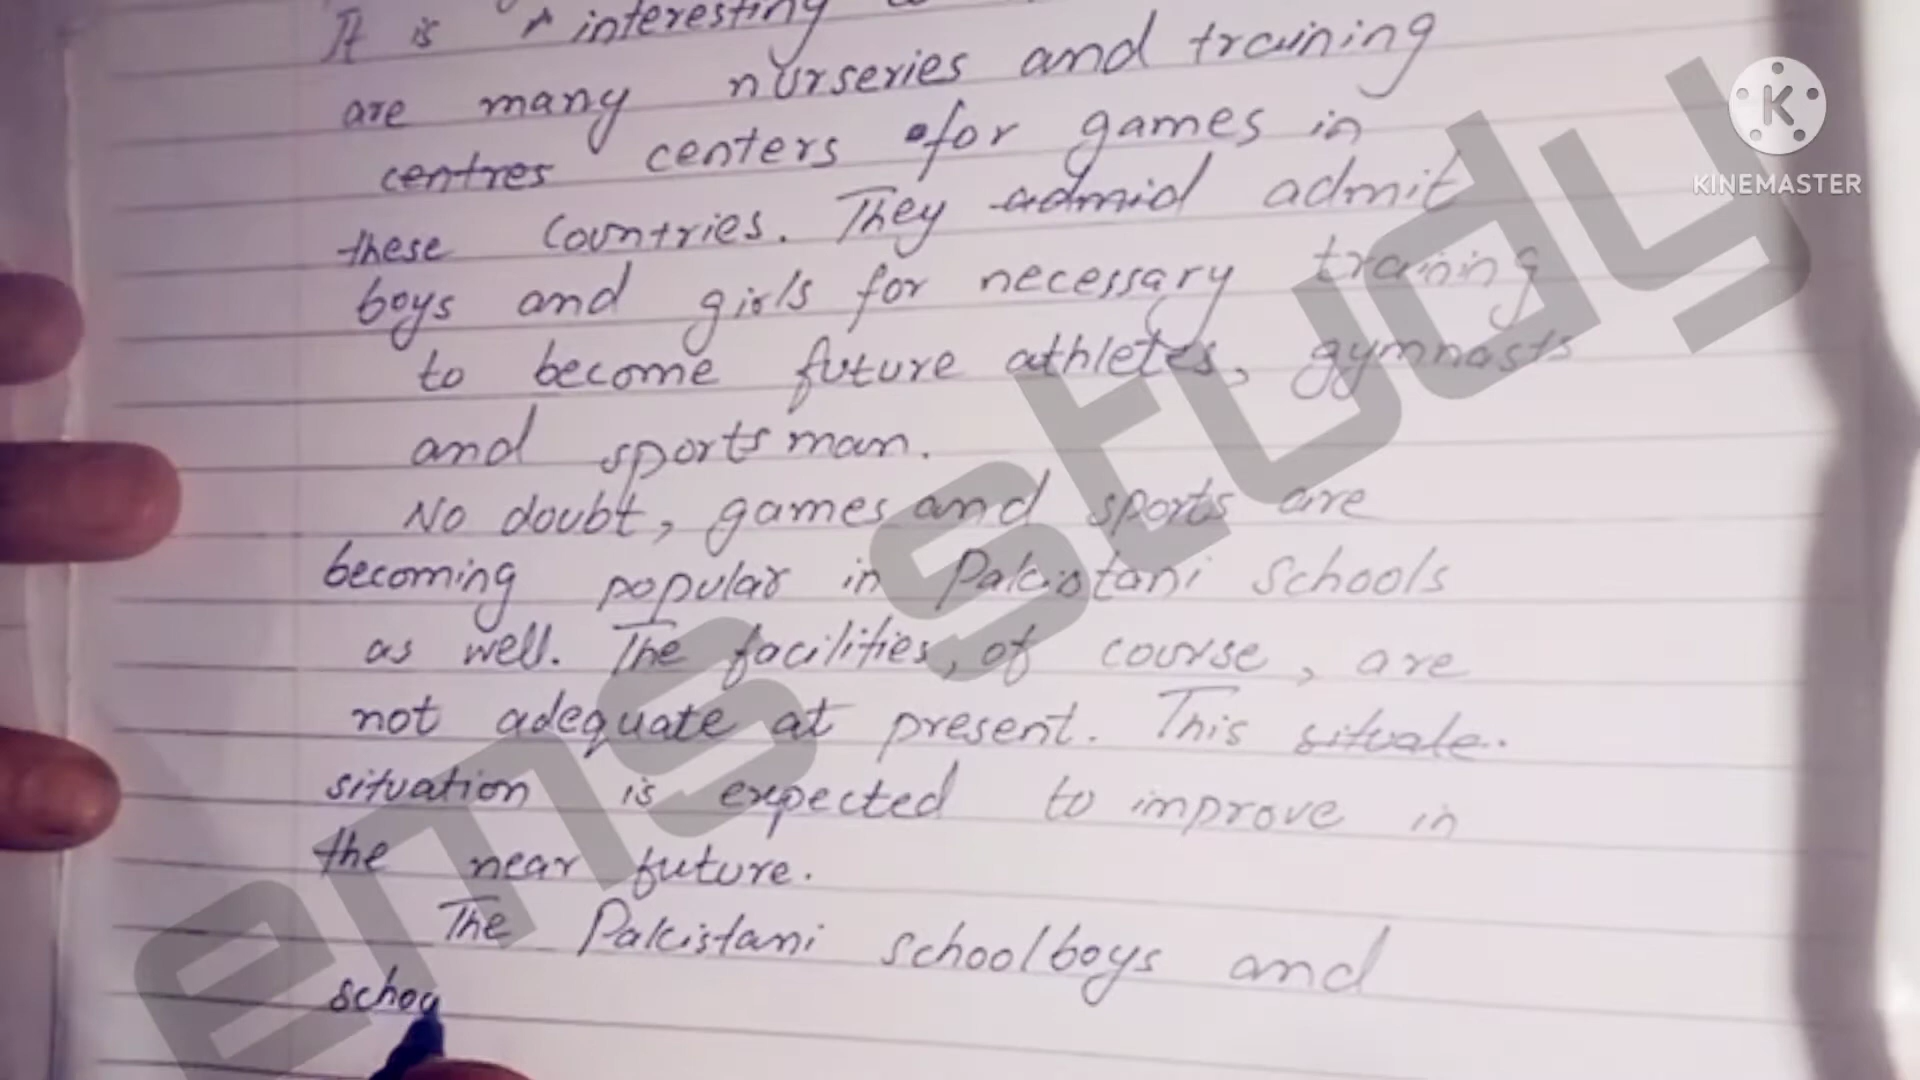 It is interesting
are many nurseries and training
centres centers for games in
these Countries. They admid admit
boys and girls for necessary training
to become future athletes, gymnasts
and sportsman.
No doubt, games and sports are
becoming popular in Pakistani Schools
as well. The facilities, of course, are
not adequate at present. This situate
situation is expected to improve in
the near future.
The Pakistani schoolboys and
schoo
K
KINEMASTER
ems study